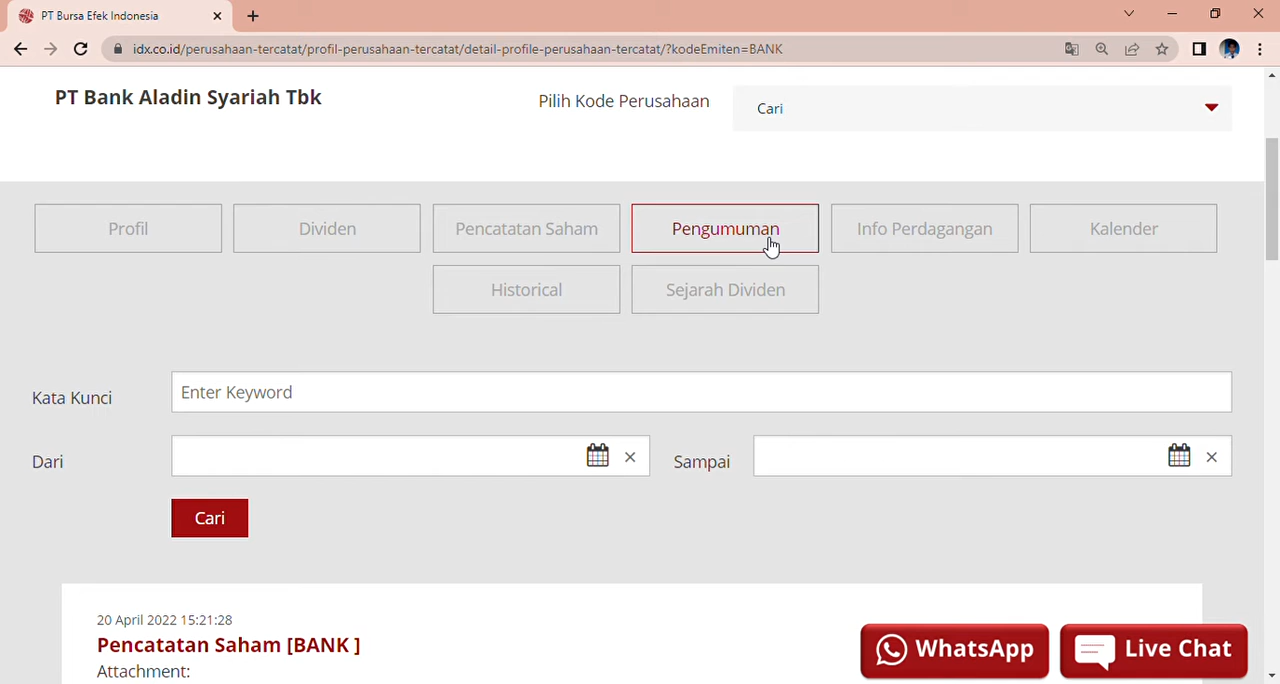 PT Bursa Efek Indonesia
idx.co.id/perusahaan-tercatat/profil-perusahaan-tercatat/detail-profile-perusahaan-tercatat/?kodeEmiten=BANK
PT Bank Aladin Syariah Tbk
Pilih Kode Perusahaan
Cari
Profil
Dividen
Pencatatan Saham
Pengumuman
Info Perdagangan
Kalender
Historical
Sejarah Dividen
Kata Kunci
Enter Keyword
Dari
Sampai
Cari
20 April 2022 15:21:28
Pencatatan Saham [BANK ]
Attachment:
WhatsApp
Live Chat